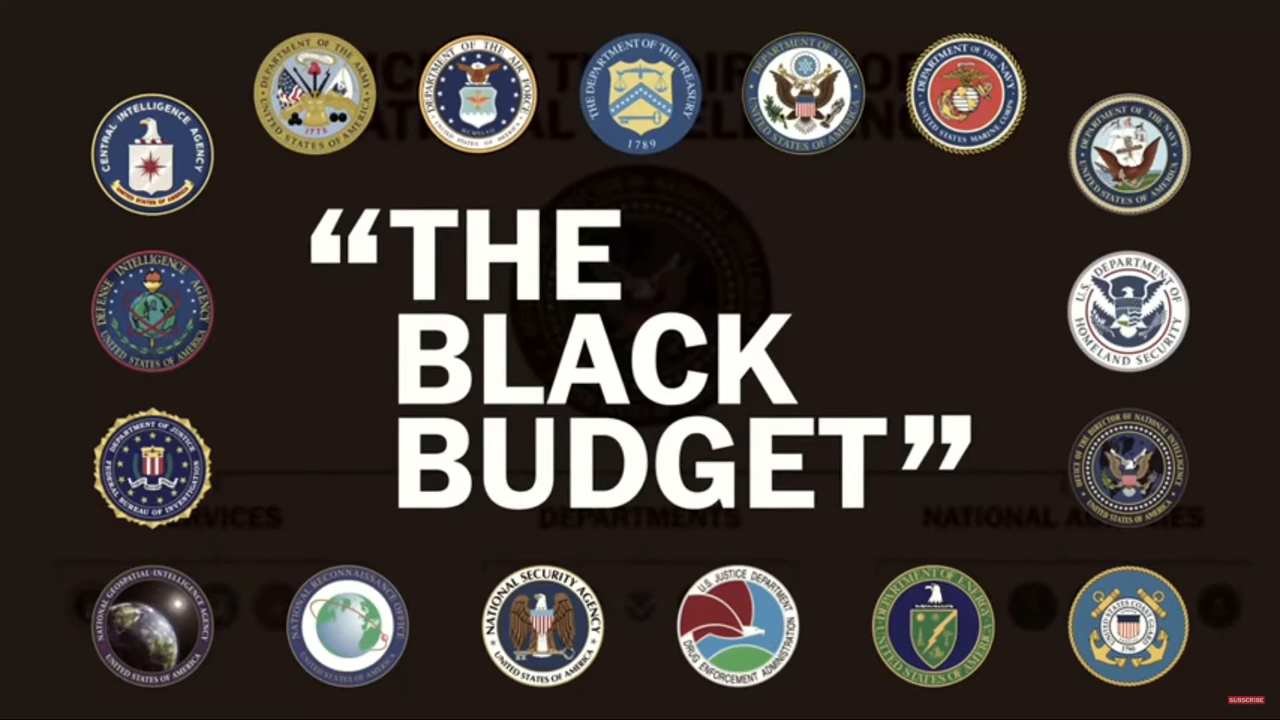 DEPARTMENT OF THE ARMY
UNITED STATES OF AMERICA
1775
DEPARTMENT OF THE AIR FORCE
UNITED STATES OF AMERICA
THE DEPARTMENT OF THE TREASURY
1789
DEPARTMENT OF STATE
UNITED STATES OF AMERICA
DEPARTMENT OF THE NAVY
UNITED STATES MARINE CORPS
CENTRAL INTELLIGENCE AGENCY
UNITED STATES OF AMERICA
DEPARTMENT OF THE NAVY
UNITED STATES OF AMERICA
“THE
BLACK
BUDGET”
DEFENSE INTELLIGENCE AGENCY
UNITED STATES OF AMERICA
U.S. DEPARTMENT OF
HOMELAND SECURITY
DEPARTMENT OF JUSTICE
FEDERAL BUREAU OF INVESTIGATION
OFFICE OF THE DIRECTOR OF NATIONAL INTELLIGENCE
UNITED STATES OF AMERICA
DEPARTMENTS
NATIONAL GEOSPATIAL-INTELLIGENCE AGENCY
UNITED STATES OF AMERICA
NATIONAL RECONNAISSANCE OFFICE
UNITED STATES OF AMERICA
NATIONAL SECURITY AGENCY
UNITED STATES OF AMERICA
U.S. JUSTICE DEPARTMENT
DRUG ENFORCEMENT ADMINISTRATION
DEPARTMENT OF ENERGY
UNITED STATES OF AMERICA
UNITED STATES COAST GUARD
1790
SUBSCRIBE